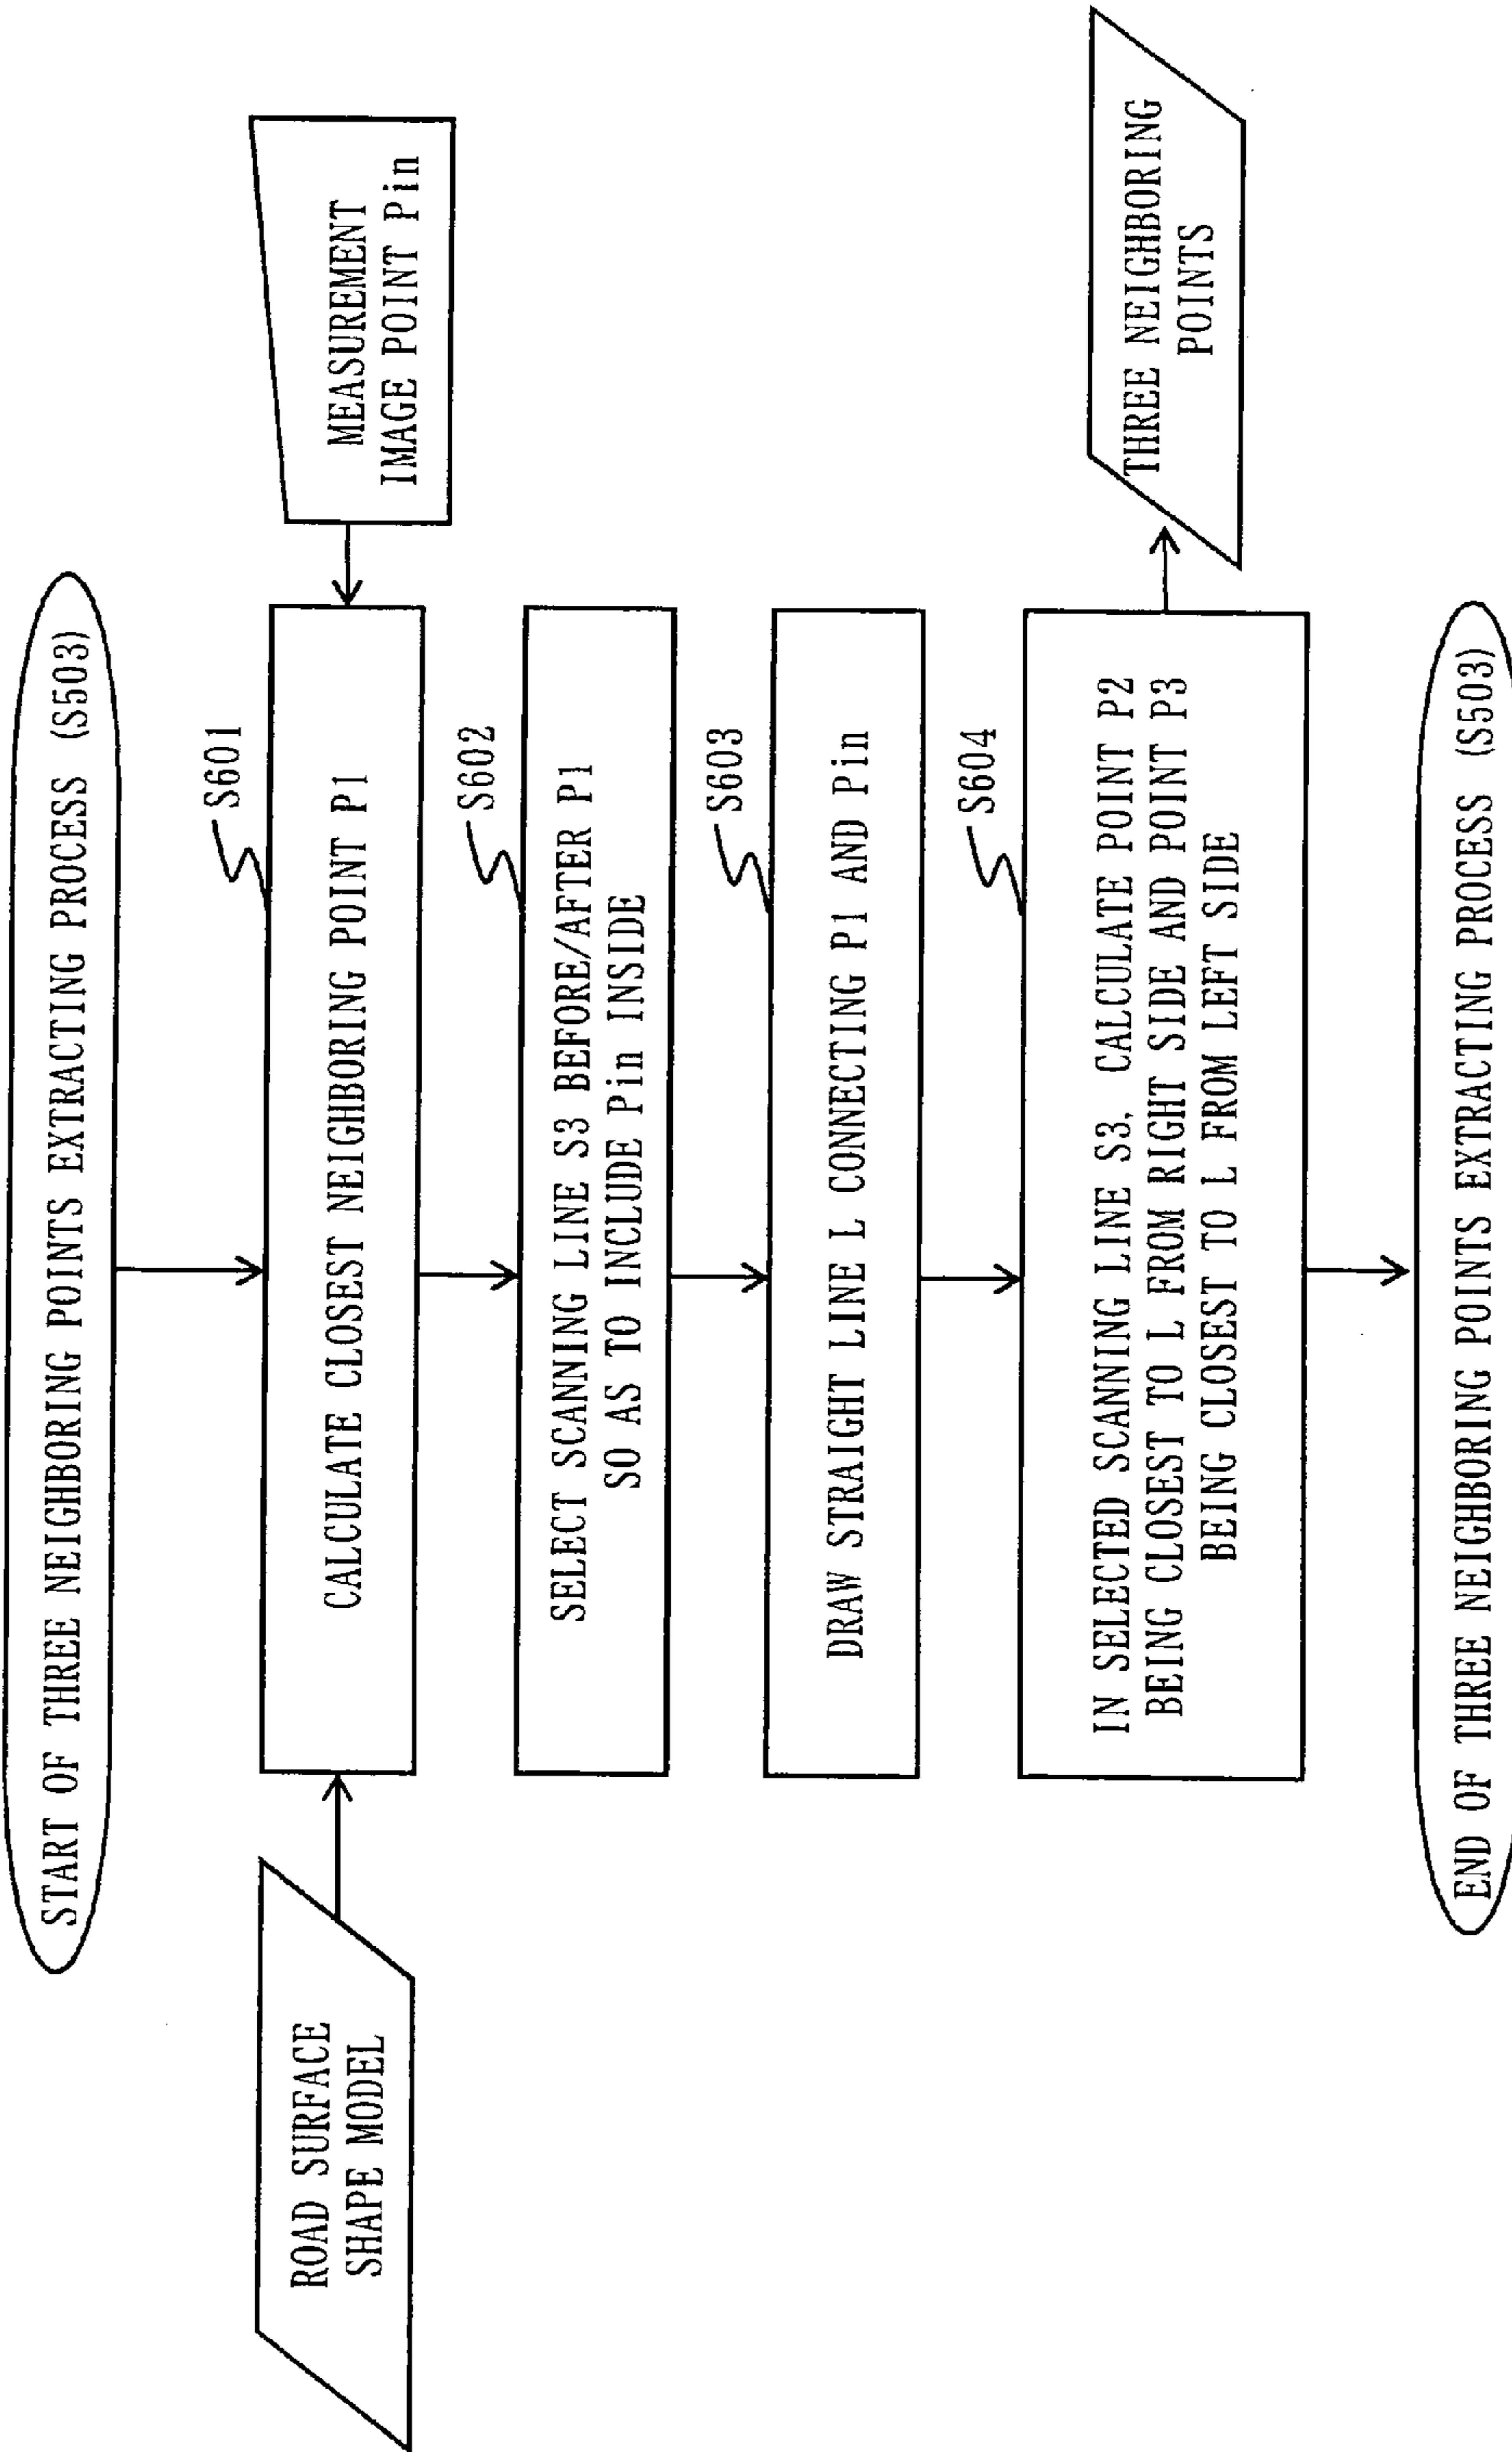 START OF THREE NEIGHBORING POINTS EXTRACTING PROCESS (S503)
ROAD SURFACE
SHAPE MODEL
S601
CALCULATE CLOSEST NEIGHBORING POINT P1
MEASUREMENT
IMAGE POINT Pin
S602
SELECT SCANNING LINE S3 BEFORE/AFTER P1
SO AS TO INCLUDE Pin INSIDE
S603
DRAW STRAIGHT LINE L CONNECTING P1 AND Pin
S604
IN SELECTED SCANNING LINE S3, CALCULATE POINT P2
BEING CLOSEST TO L FROM RIGHT SIDE AND POINT P3
BEING CLOSEST TO L FROM LEFT SIDE
THREE NEIGHBORING
POINTS
END OF THREE NEIGHBORING POINTS EXTRACTING PROCESS (S503)